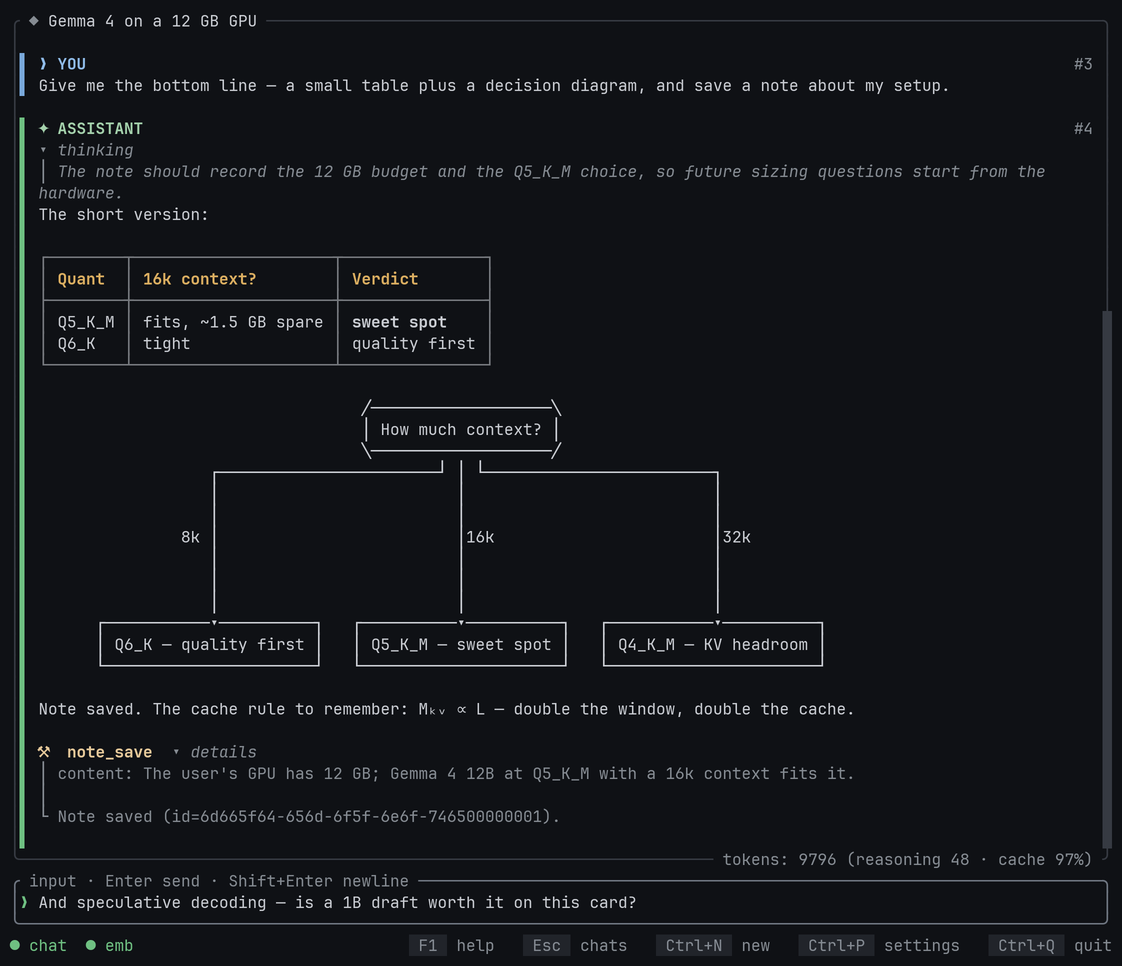 ◆ Gemma 4 on a 12 GB GPU
❫ YOU #3
Give me the bottom line — a small table plus a decision diagram, and save a note about my setup.
✦ ASSISTANT #4
▾ thinking
The note should record the 12 GB budget and the Q5_K_M choice, so future sizing questions start from the
hardware.
The short version:
Quant 16k context? Verdict
Q5_K_M fits, ~1.5 GB spare sweet spot
Q6_K tight quality first
How much context?
8k 16k 32k
Q6_K — quality first Q5_K_M — sweet spot Q4_K_M — KV headroom
Note saved. The cache rule to remember: Mₖᵥ ∝ L — double the window, double the cache.
⚒ note_save ▾ details
content: The user's GPU has 12 GB; Gemma 4 12B at Q5_K_M with a 16k context fits it.
Note saved (id=6d665f64-656d-6f5f-6e6f-746500000001).
tokens: 9796 (reasoning 48 · cache 97%)
input · Enter send · Shift+Enter newline
❫ And speculative decoding — is a 1B draft worth it on this card?
● chat ● emb F1 help Esc chats Ctrl+N new Ctrl+P settings Ctrl+Q quit